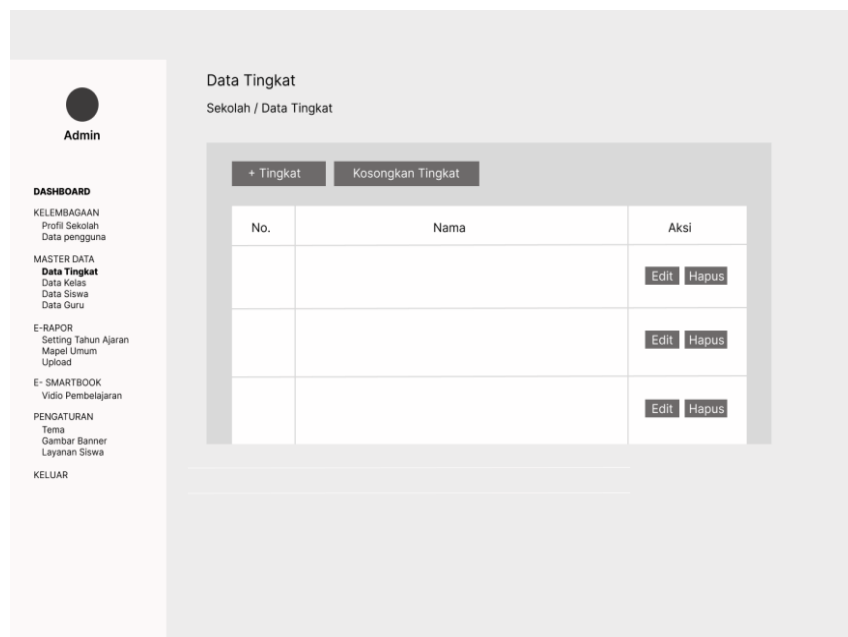 Admin
DASHBOARD
KELEMBAGAAN
Profil Sekolah
Data pengguna
MASTER DATA
Data Tingkat
Data Kelas
Data Siswa
Data Guru
E-RAPOR
Setting Tahun Ajaran
Mapel Umum
Upload
E- SMARTBOOK
Vidio Pembelajaran
PENGATURAN
Tema
Gambar Banner
Layanan Siswa
KELUAR
Data Tingkat
Sekolah / Data Tingkat
+ Tingkat Kosongkan Tingkat
No. Nama Aksi
Edit Hapus
Edit Hapus
Edit Hapus